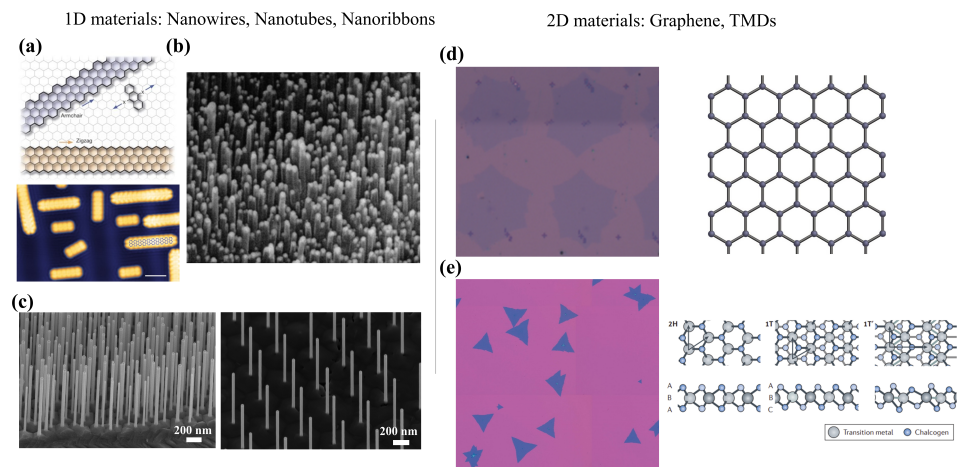 1D materials: Nanowires, Nanotubes, Nanoribbons
2D materials: Graphene, TMDs
(a)
(b)
Armchair
Zigzag
(c)
200 nm
200 nm
(d)
(e)
2H
1T
1T′
A
B
A
A
B
C
Transition metal
Chalcogen